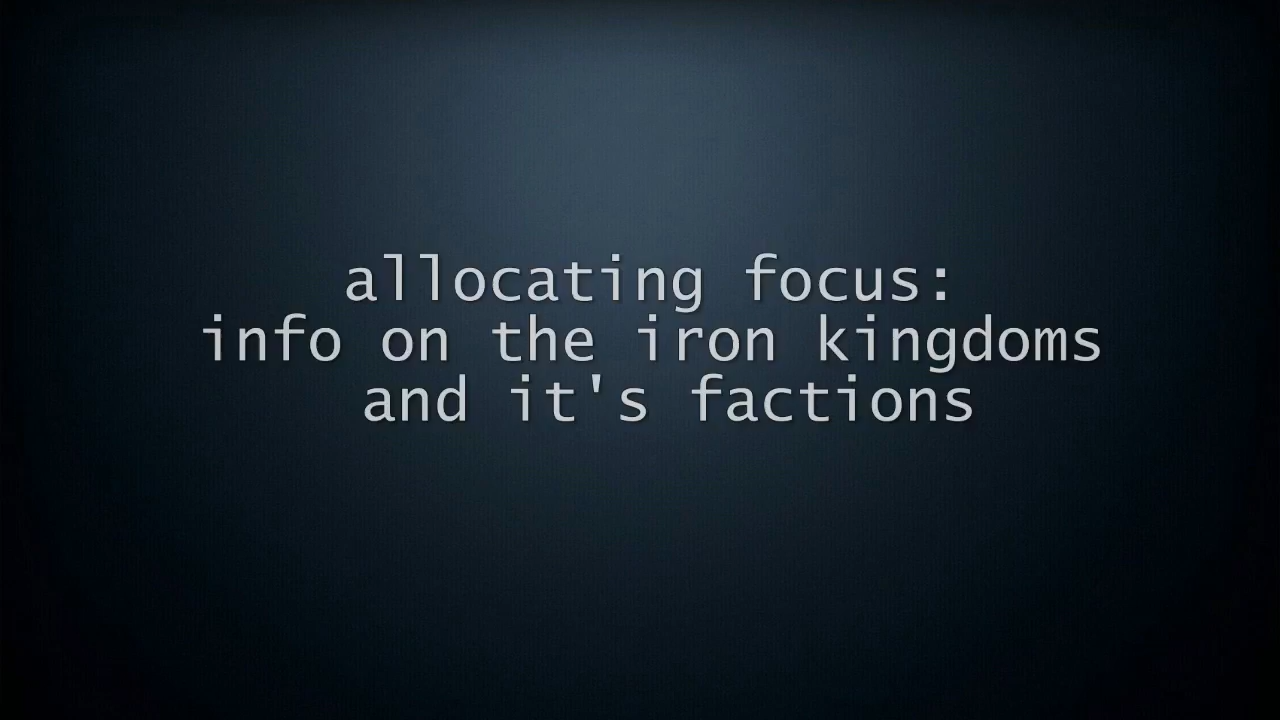 allocating focus:
info on the iron kingdoms
and it's factions